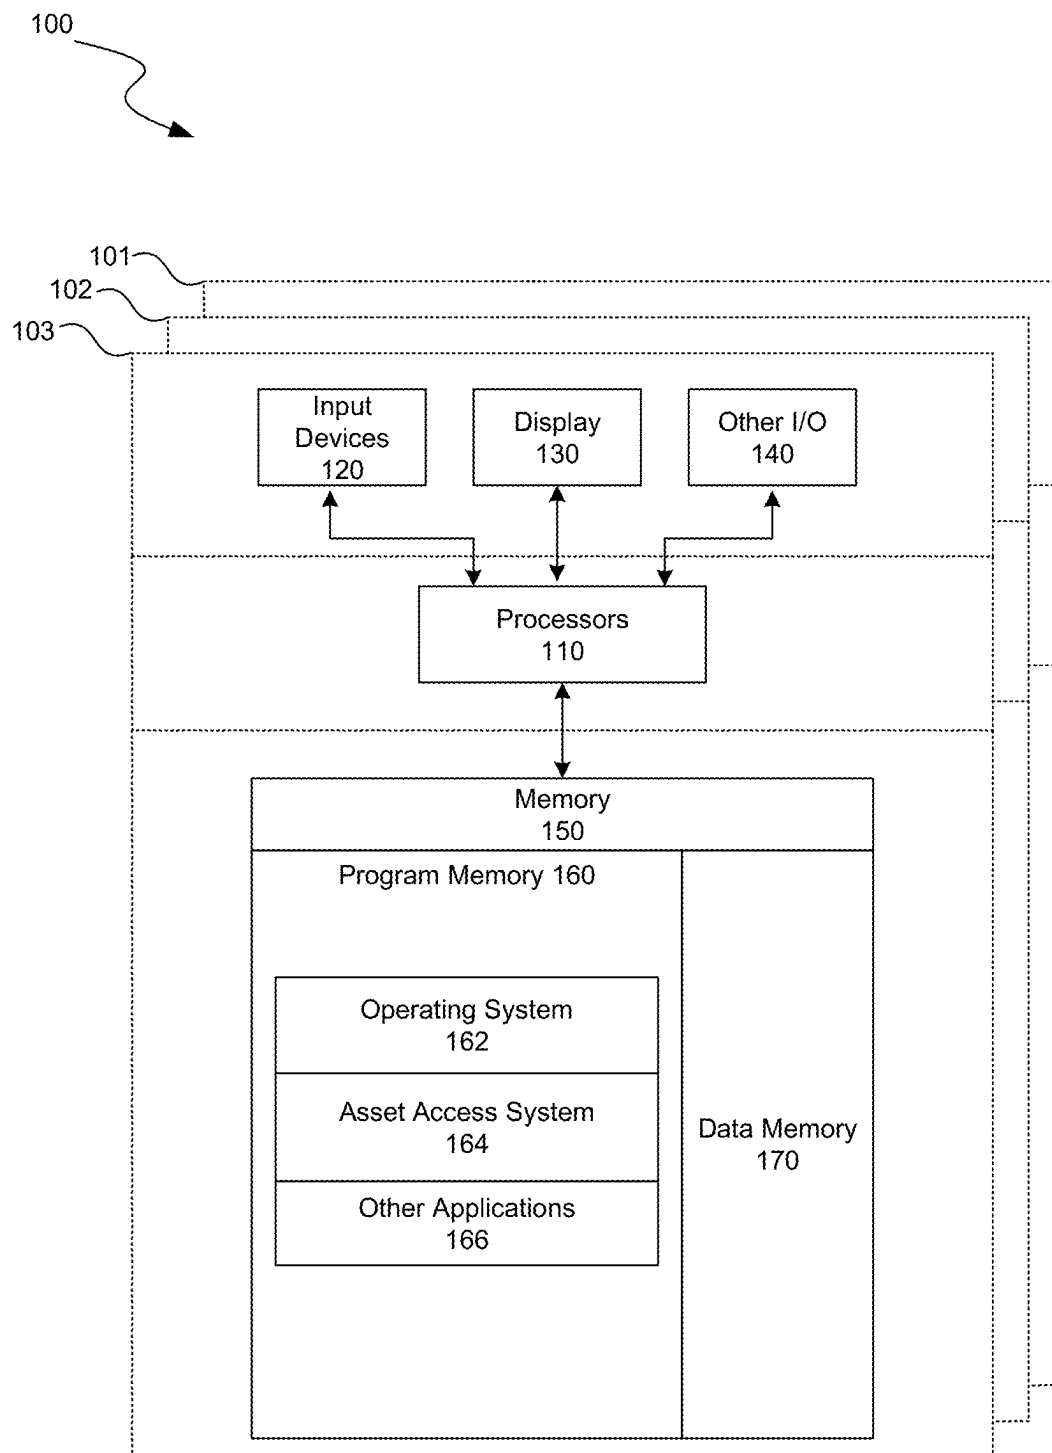 100
101
102
103
Input
Devices
120
Display
130
Other I/O
140
Processors
110
Memory
150
Program Memory 160
Operating System
162
Asset Access System
164
Other Applications
166
Data Memory
170